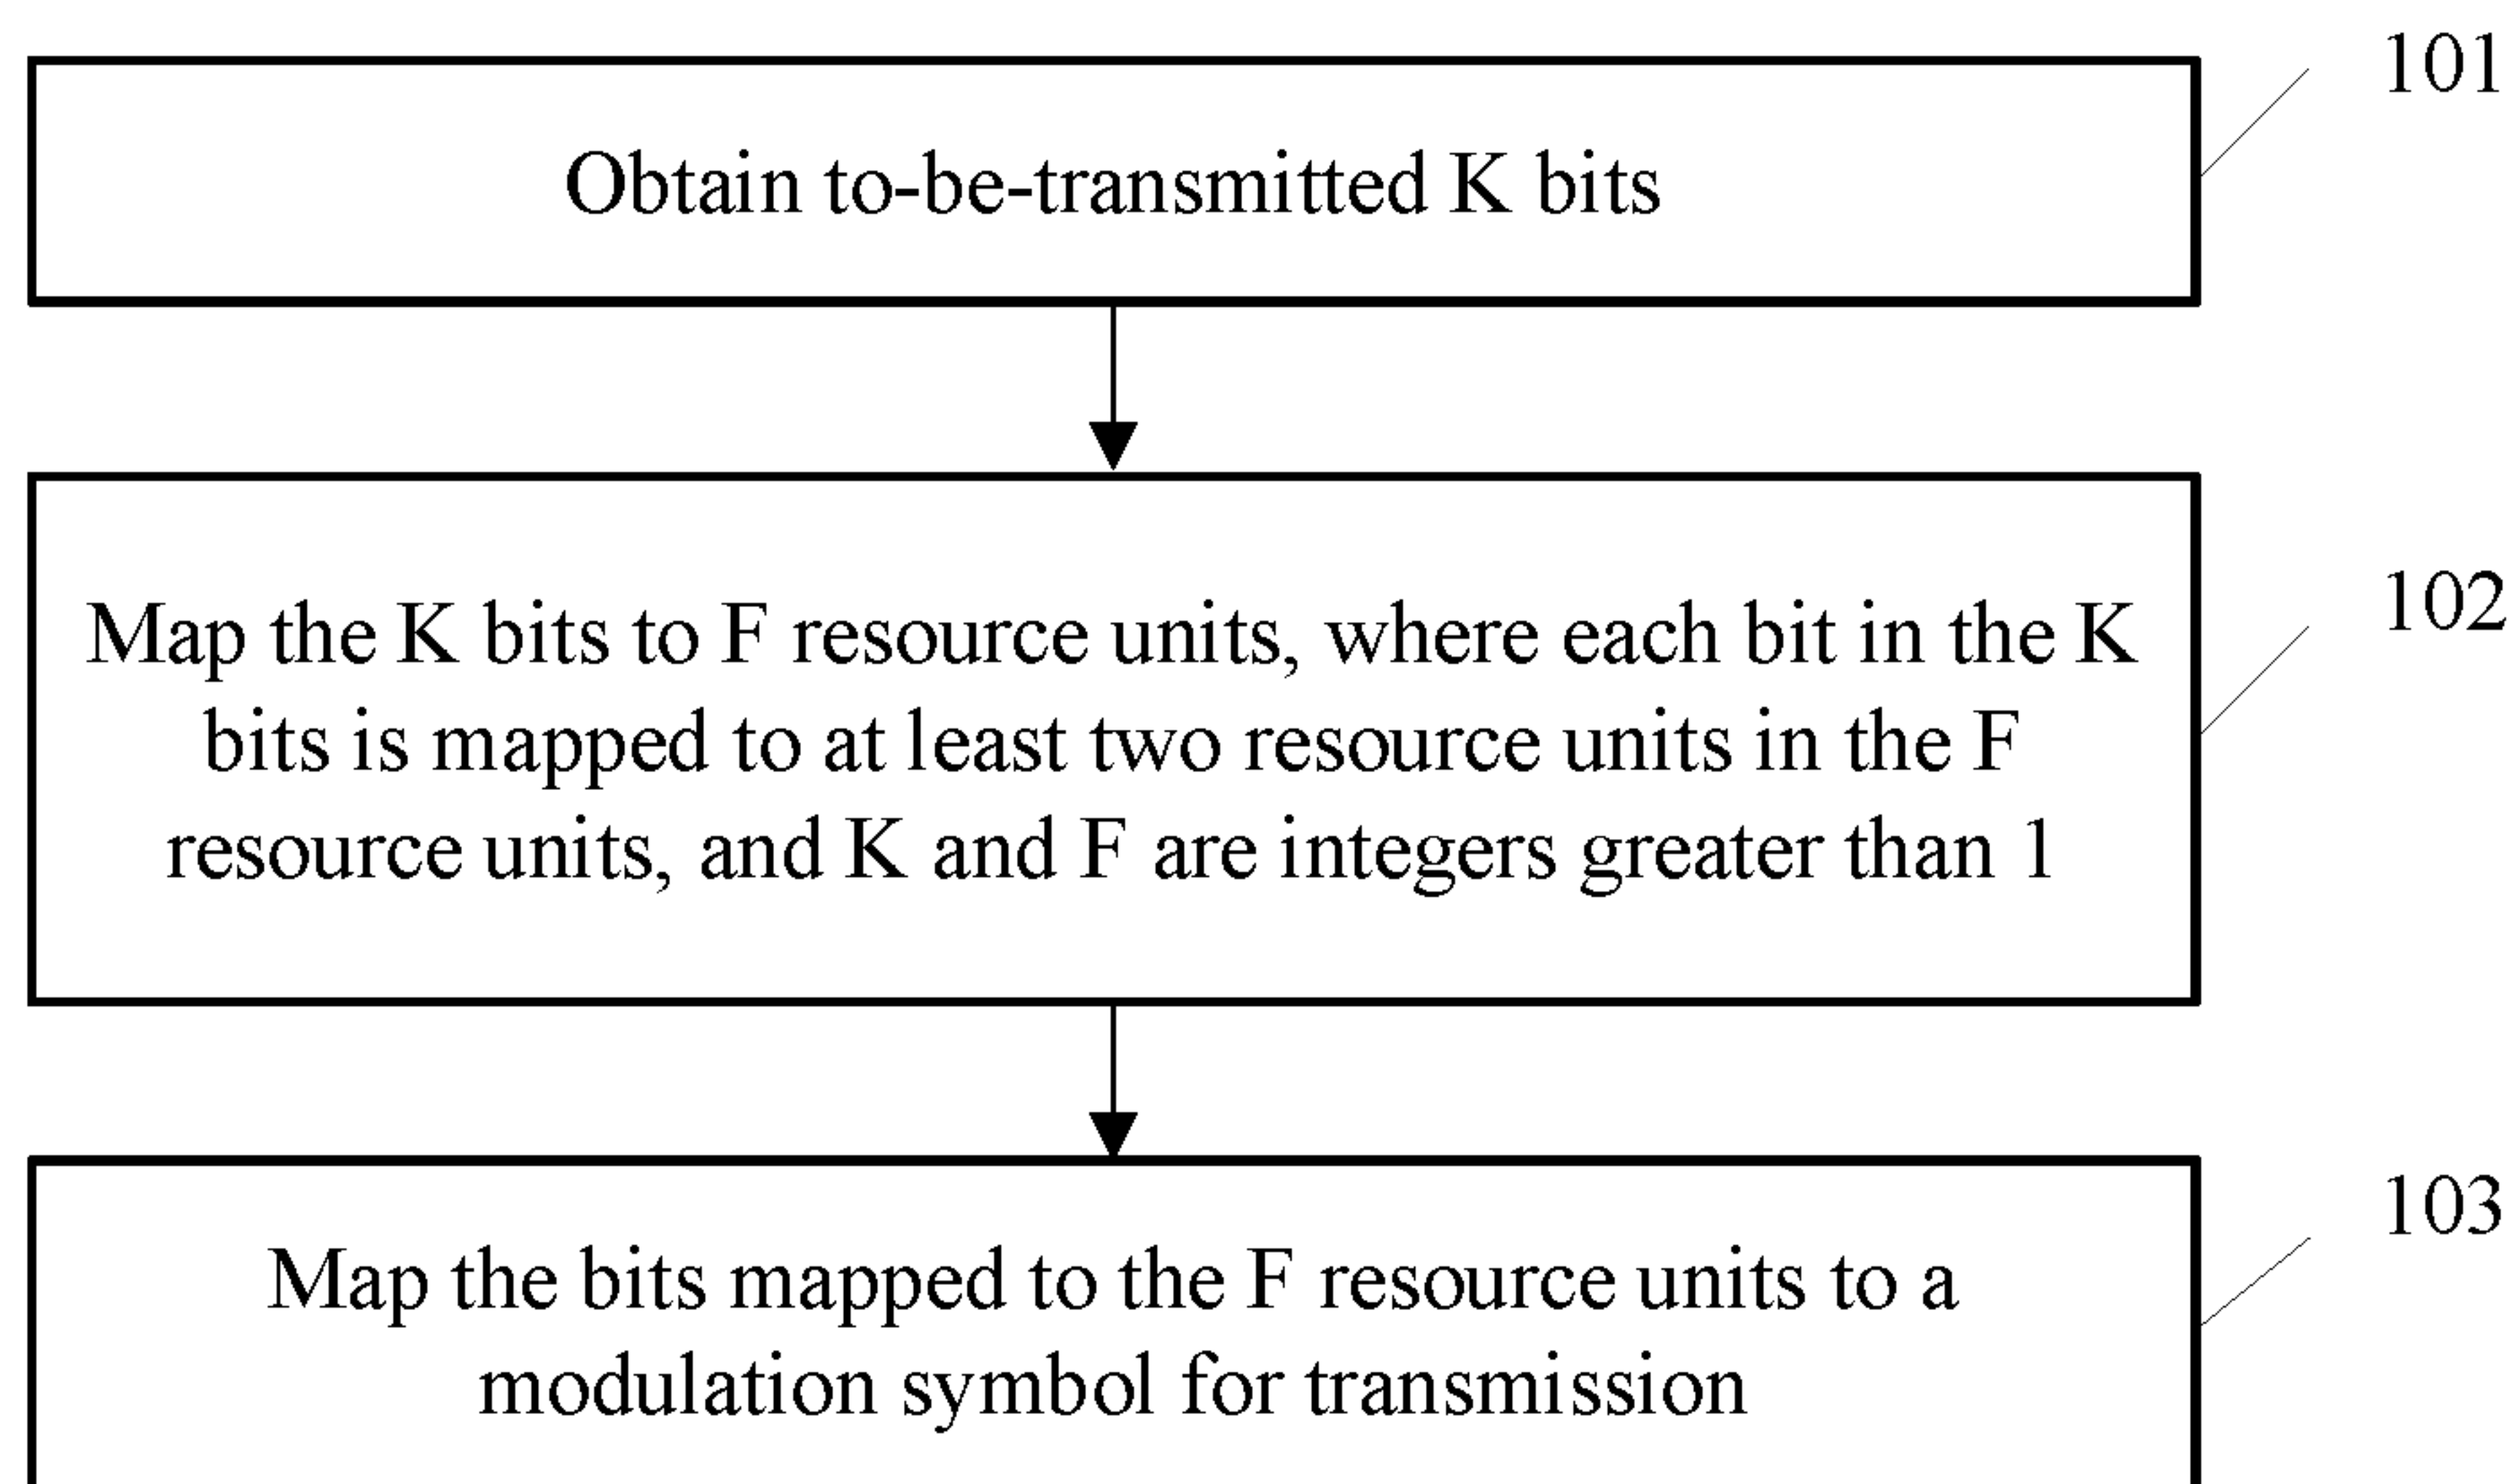 101
Obtain to-be-transmitted K bits
102
Map the K bits to F resource units, where each bit in the K
bits is mapped to at least two resource units in the F
resource units, and K and F are integers greater than 1
103
Map the bits mapped to the F resource units to a
modulation symbol for transmission